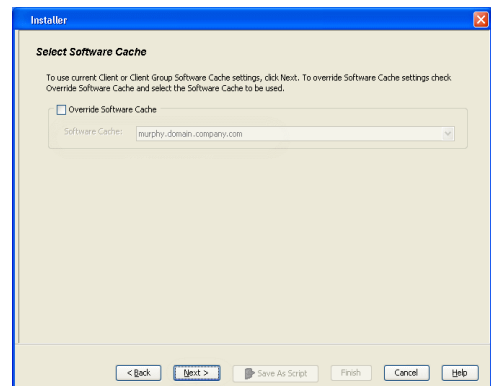 Installer
Select Software Cache
To use current Client or Client Group Software Cache settings, click Next. To override Software Cache settings check
Override Software Cache and select the Software Cache to be used.
Override Software Cache
Software Cache:
murphy.domain.company.com
< Back
Next >
Save As Script
Finish
Cancel
Help